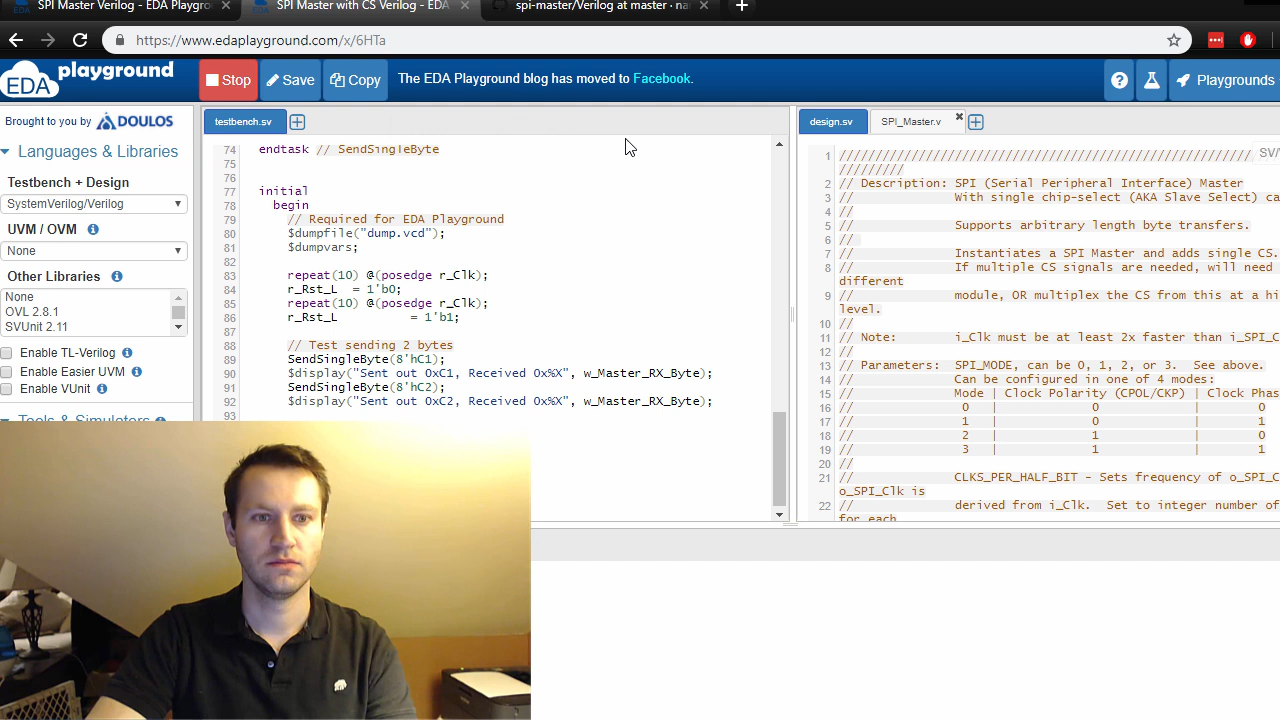 SPI Master Verilog - EDA Playgro
SPI Master with CS Verilog - EDA
spi-master/Verilog at master · na
https://www.edaplayground.com/x/6HTa
EDA playground
Stop
Save
Copy
The EDA Playground blog has moved to Facebook.
Playgrounds
Brought to you by DOULOS
Languages & Libraries
Testbench + Design
SystemVerilog/Verilog
UVM / OVM
None
Other Libraries
None
OVL 2.8.1
SVUnit 2.11
Enable TL-Verilog
Enable Easier UVM
Enable VUnit
Tools & Simulators
testbench.sv
74 endtask // SendSingleByte
75
76
77 initial
78 begin
79 // Required for EDA Playground
80 $dumpfile("dump.vcd");
81 $dumpvars;
82
83 repeat(10) @(posedge r_Clk);
84 r_Rst_L = 1'b0;
85 repeat(10) @(posedge r_Clk);
86 r_Rst_L = 1'b1;
87
88 // Test sending 2 bytes
89 SendSingleByte(8'hC1);
90 $display("Sent out 0xC1, Received 0x%X", w_Master_RX_Byte);
91 SendSingleByte(8'hC2);
92 $display("Sent out 0xC2, Received 0x%X", w_Master_RX_Byte);
93
design.sv
SPI_Master.v
SV/
1 /////////////////////////////////////////////////////////////////////
/////////
2 // Description: SPI (Serial Peripheral Interface) Master
3 // With single chip-select (AKA Slave Select) ca
4 //
5 // Supports arbitrary length byte transfers.
6 //
7 // Instantiates a SPI Master and adds single CS.
8 // If multiple CS signals are needed, will need
different
9 // module, OR multiplex the CS from this at a hi
level.
10 //
11 // Note: i_Clk must be at least 2x faster than i_SPI_C
12 //
13 // Parameters: SPI_MODE, can be 0, 1, 2, or 3. See above.
14 // Can be configured in one of 4 modes:
15 // Mode | Clock Polarity (CPOL/CKP) | Clock Phas
16 // 0 | 0 | 0
17 // 1 | 0 | 1
18 // 2 | 1 | 0
19 // 3 | 1 | 1
20 //
21 // CLKS_PER_HALF_BIT - Sets frequency of o_SPI_C
o_SPI_Clk is
22 // derived from i_Clk. Set to integer number of
for each